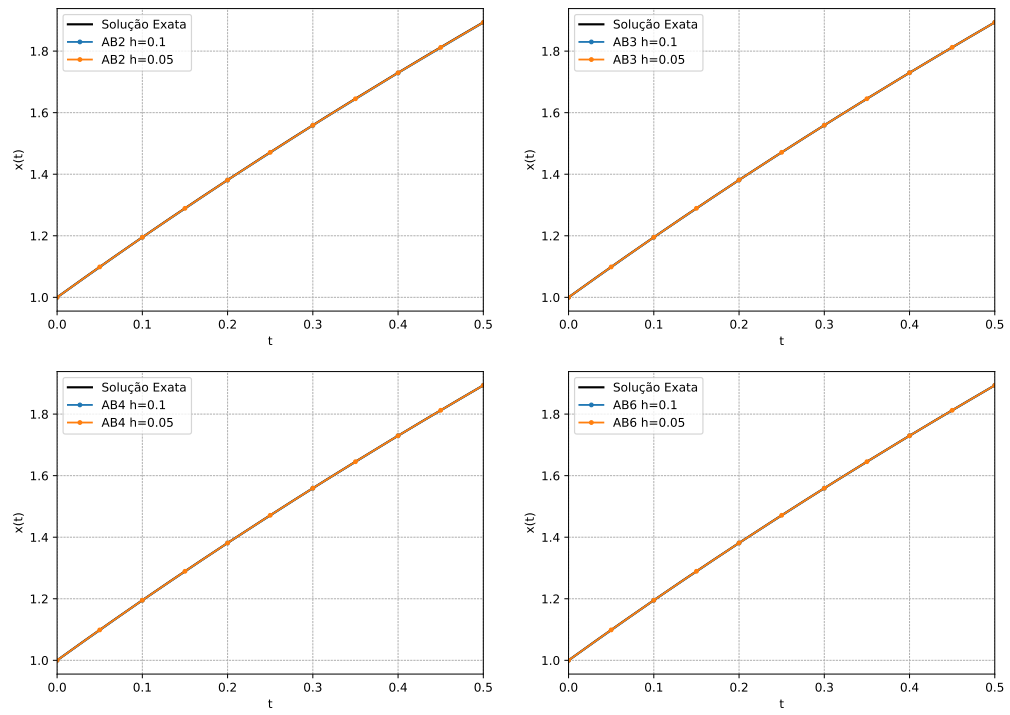 Solução Exata
AB2 h=0.1
AB2 h=0.05
x(t)
1.8
1.6
1.4
1.2
1.0
0.0 0.1 0.2 0.3 0.4 0.5
t
Solução Exata
AB3 h=0.1
AB3 h=0.05
x(t)
1.8
1.6
1.4
1.2
1.0
0.0 0.1 0.2 0.3 0.4 0.5
t
Solução Exata
AB4 h=0.1
AB4 h=0.05
x(t)
1.8
1.6
1.4
1.2
1.0
0.0 0.1 0.2 0.3 0.4 0.5
t
Solução Exata
AB6 h=0.1
AB6 h=0.05
x(t)
1.8
1.6
1.4
1.2
1.0
0.0 0.1 0.2 0.3 0.4 0.5
t